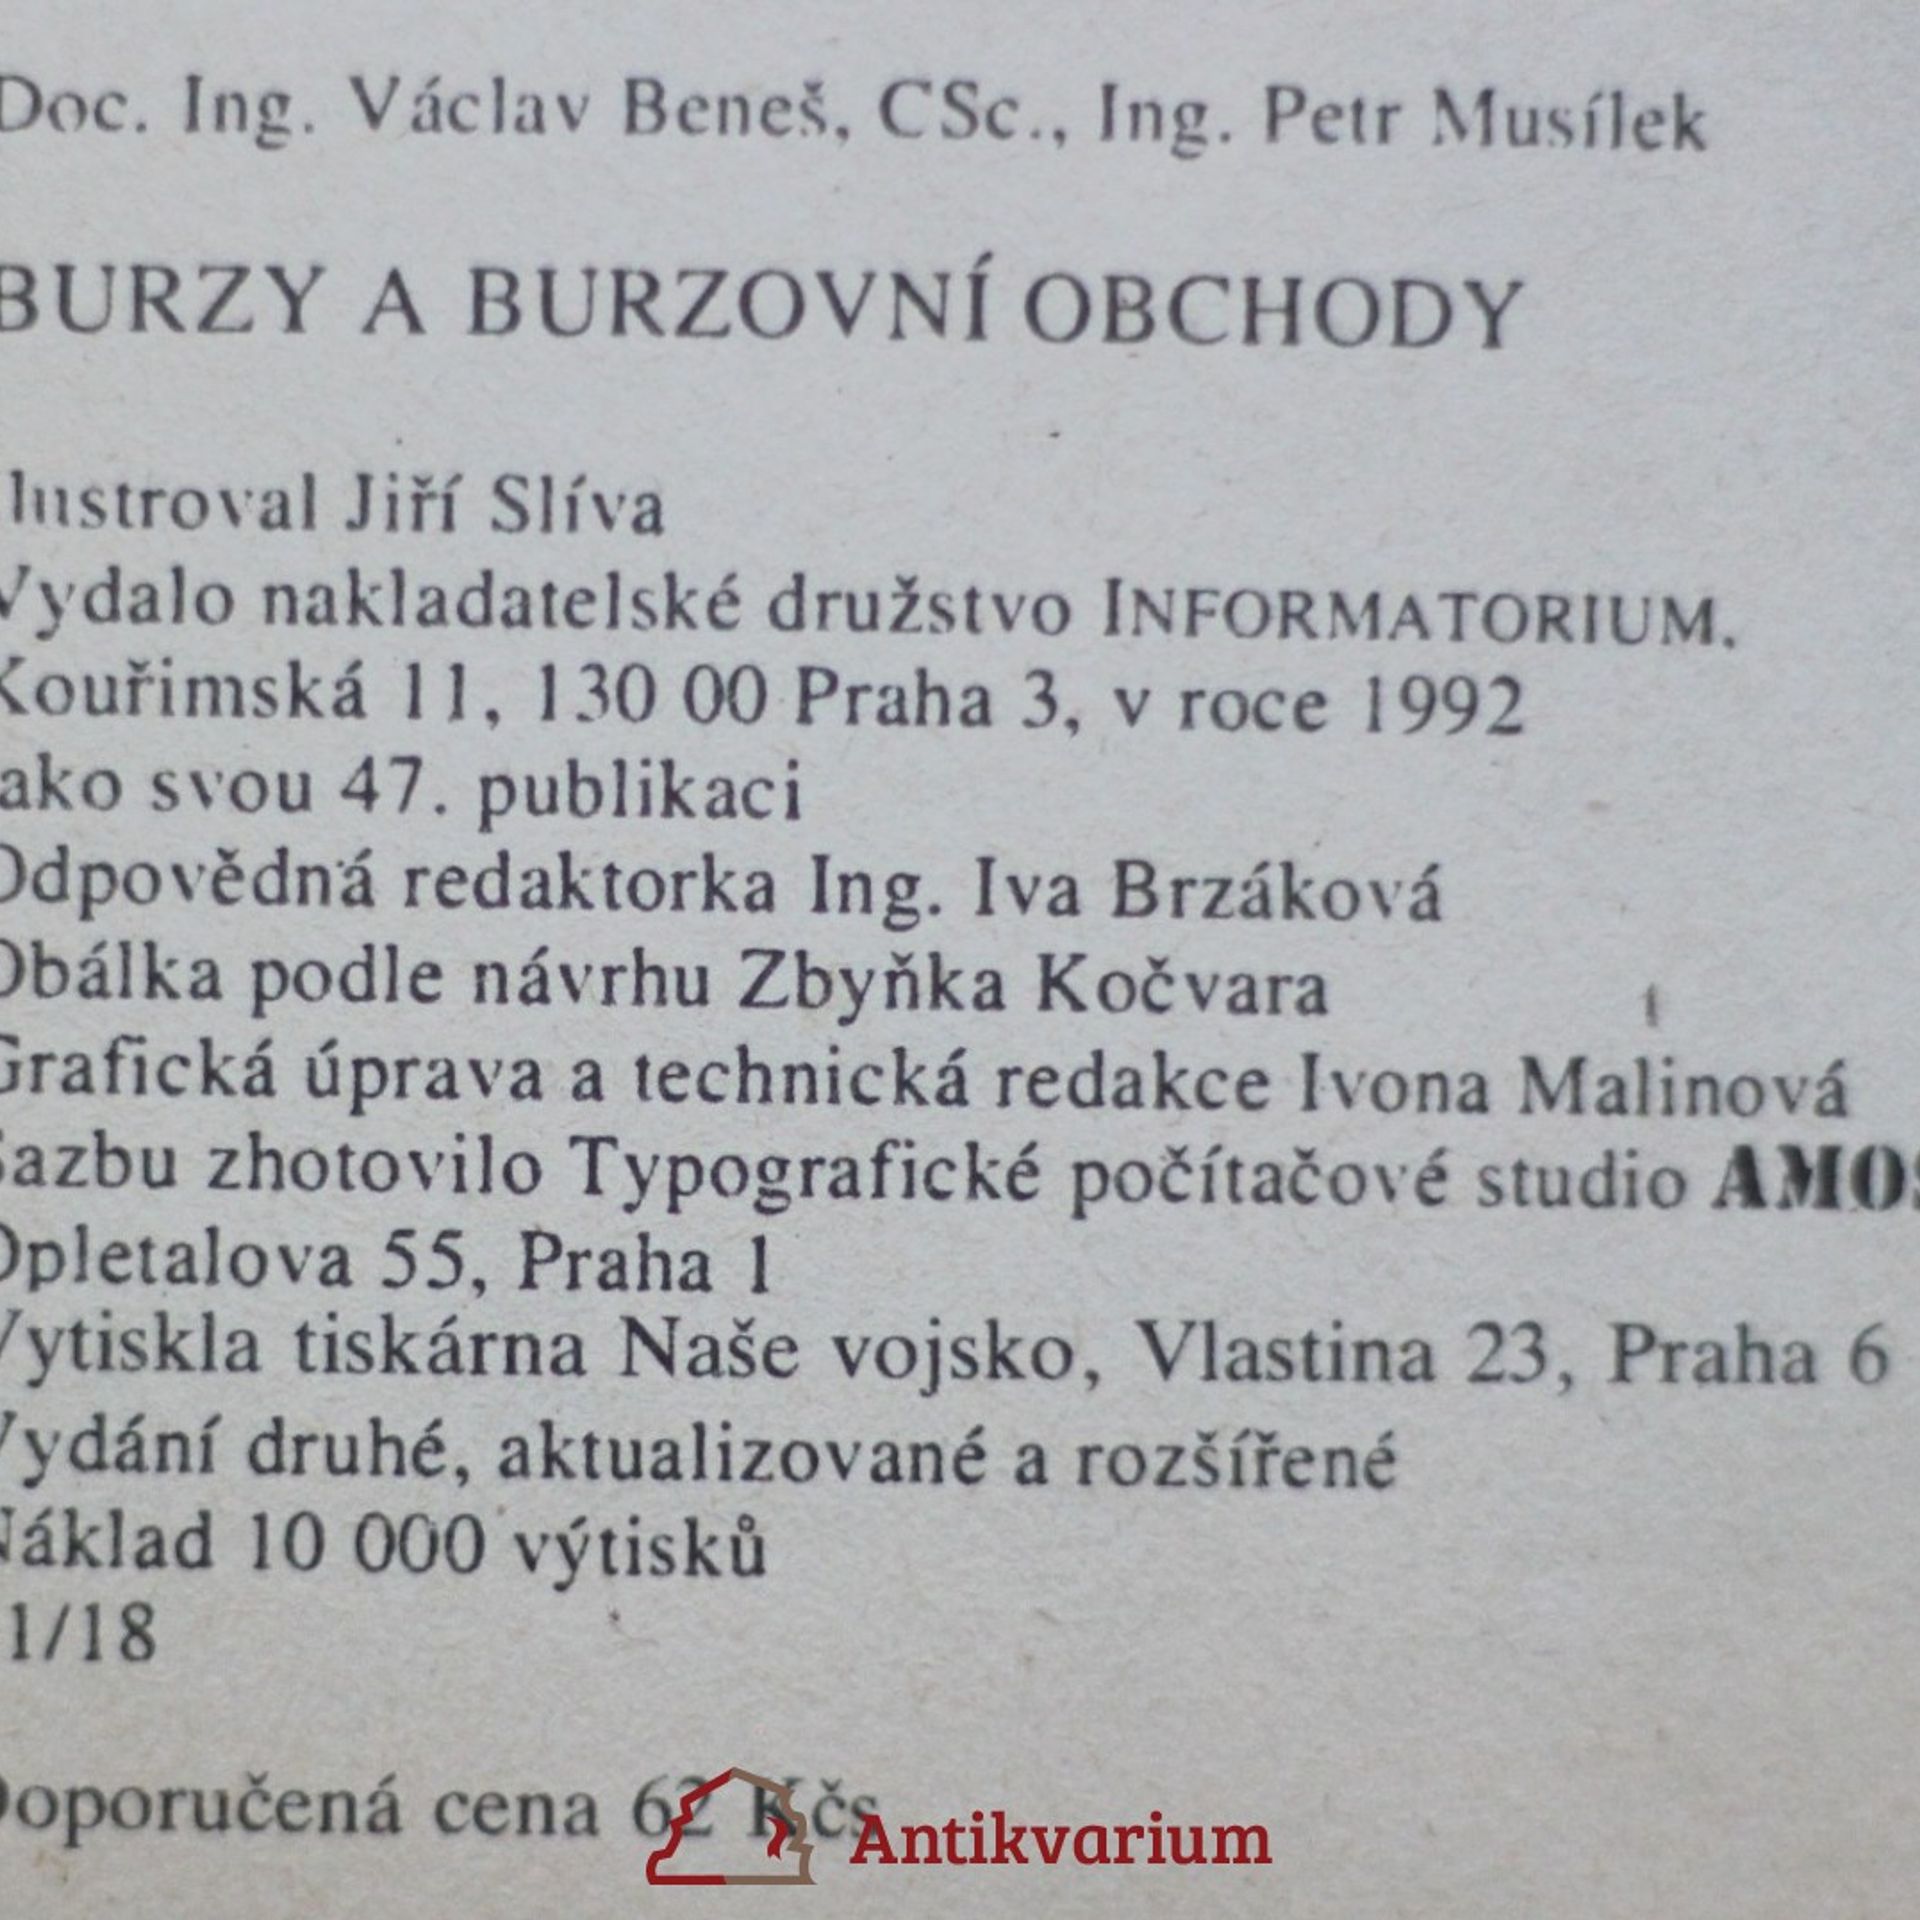 Doc. Ing. Václav Beneš, CSc., Ing. Petr Musílek
BURZY A BURZOVNÍ OBCHODY
lustroval Jiří Slíva
Vydalo nakladatelské družstvo INFORMATORIUM.
Kouřimská 11, 130 00 Praha 3, v roce 1992
ako svou 47. publikaci
Odpovědná redaktorka Ing. Iva Brzáková
Obálka podle návrhu Zbyňka Kočvara
Grafická úprava a technická redakce Ivona Malinová
Sazbu zhotovilo Typografické počítačové studio AMOS
Opletalova 55, Praha 1
Vytiskla tiskárna Naše vojsko, Vlastina 23, Praha 6
Vydání druhé, aktualizované a rozšířené
Náklad 10 000 výtisků
1/18
Doporučená cena 62 Kčs
Antikvarium